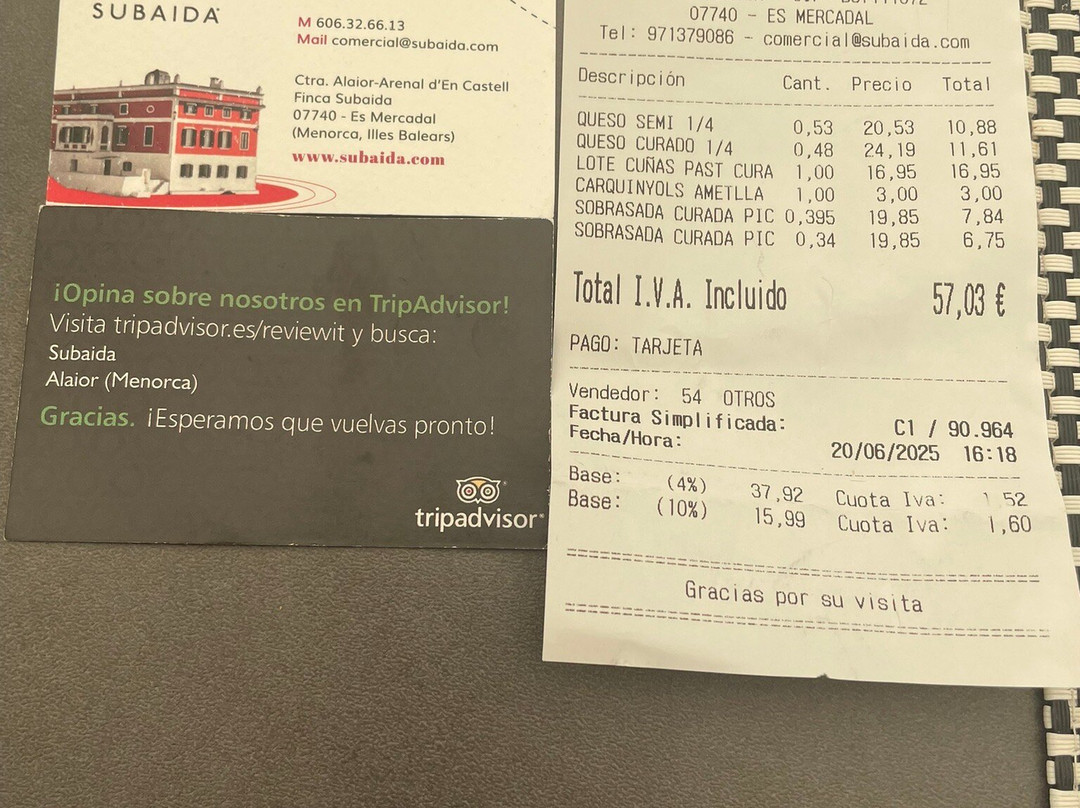 SUBAIDA
M 606.32.66.13
Mail comercial@subaida.com
Ctra. Alaior-Arenal d'En Castell
Finca Subaida
07740 - Es Mercadal
(Menorca, Illes Balears)
www.subaida.com
¡Opina sobre nosotros en TripAdvisor!
Visita tripadvisor.es/reviewit y busca:
Subaida
Alaior (Menorca)
Gracias. ¡Esperamos que vuelvas pronto!
tripadvisor®
07740 - ES MERCADAL
Tel: 971379086 - comercial@subaida.com
Descripción Cant. Precio Total
QUESO SEMI 1/4 0,53 20,53 10,88
QUESO CURADO 1/4 0,48 24,19 11,61
LOTE CUÑAS PAST CURA 1,00 16,95 16,95
CARQUINYOLS AMETLLA 1,00 3,00 3,00
SOBRASADA CURADA PIC 0,395 19,85 7,84
SOBRASADA CURADA PIC 0,34 19,85 6,75
Total I.V.A. Incluido 57,03 €
PAGO: TARJETA
Vendedor: 54 OTROS
Factura Simplificada: C1 / 90.964
Fecha/Hora: 20/06/2025 16:18
Base: (4%) 37,92 Cuota Iva: 1,52
Base: (10%) 15,99 Cuota Iva: 1,60
Gracias por su visita